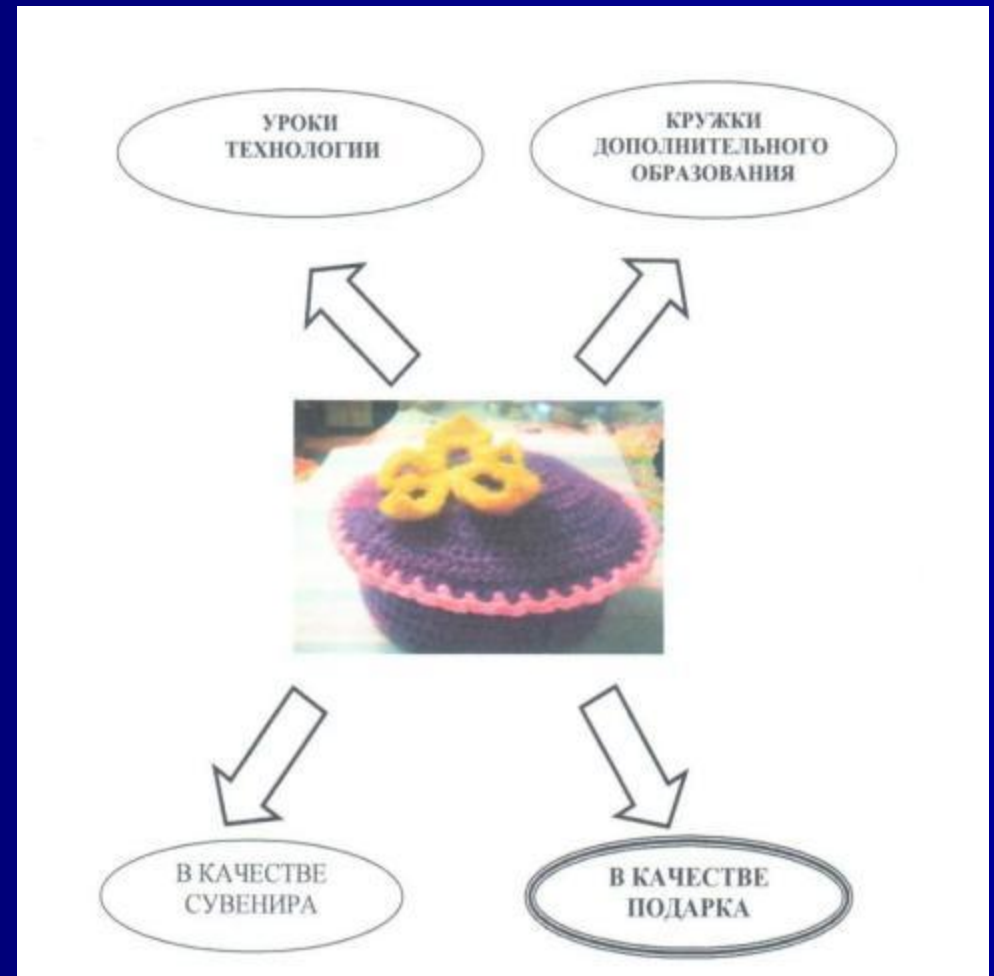 УРОКИ
ТЕХНОЛОГИИ
КРУЖКИ
ДОПОЛНИТЕЛЬНОГО
ОБРАЗОВАНИЯ
В КАЧЕСТВЕ
СУВЕНИРА
В КАЧЕСТВЕ
ПОДАРКА